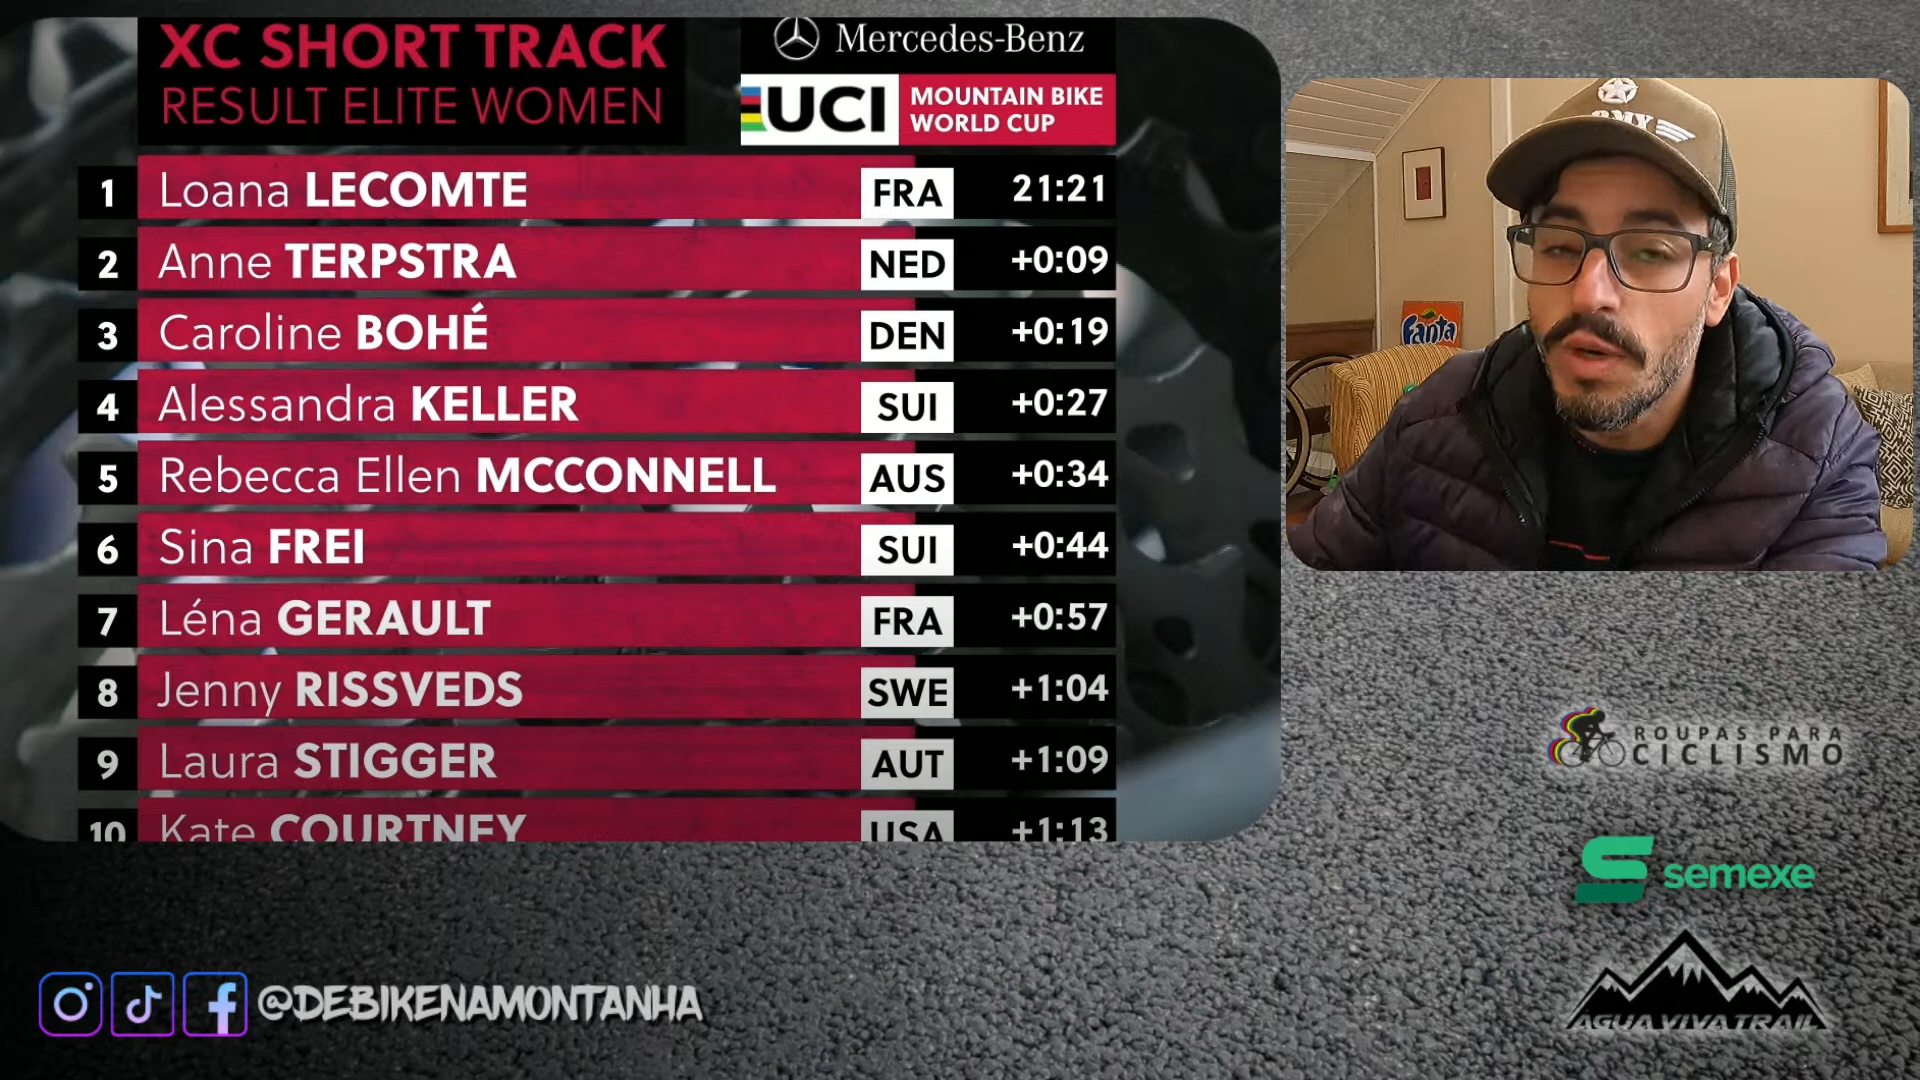 XC SHORT TRACK
RESULT ELITE WOMEN
Mercedes-Benz
UCI
MOUNTAIN BIKE
WORLD CUP
1 Loana LECOMTE FRA 21:21
2 Anne TERPSTRA NED +0:09
3 Caroline BOHÉ DEN +0:19
4 Alessandra KELLER SUI +0:27
5 Rebecca Ellen MCCONNELL AUS +0:34
6 Sina FREI SUI +0:44
7 Léna GERAULT FRA +0:57
8 Jenny RISSVEDS SWE +1:04
9 Laura STIGGER AUT +1:09
10 Kate COURTNEY USA +1:13
Fanta
ROUPAS PARA
CICLISMO
semexe
AGUA VIVA TRAIL
@DEBIKENAMONTANHA